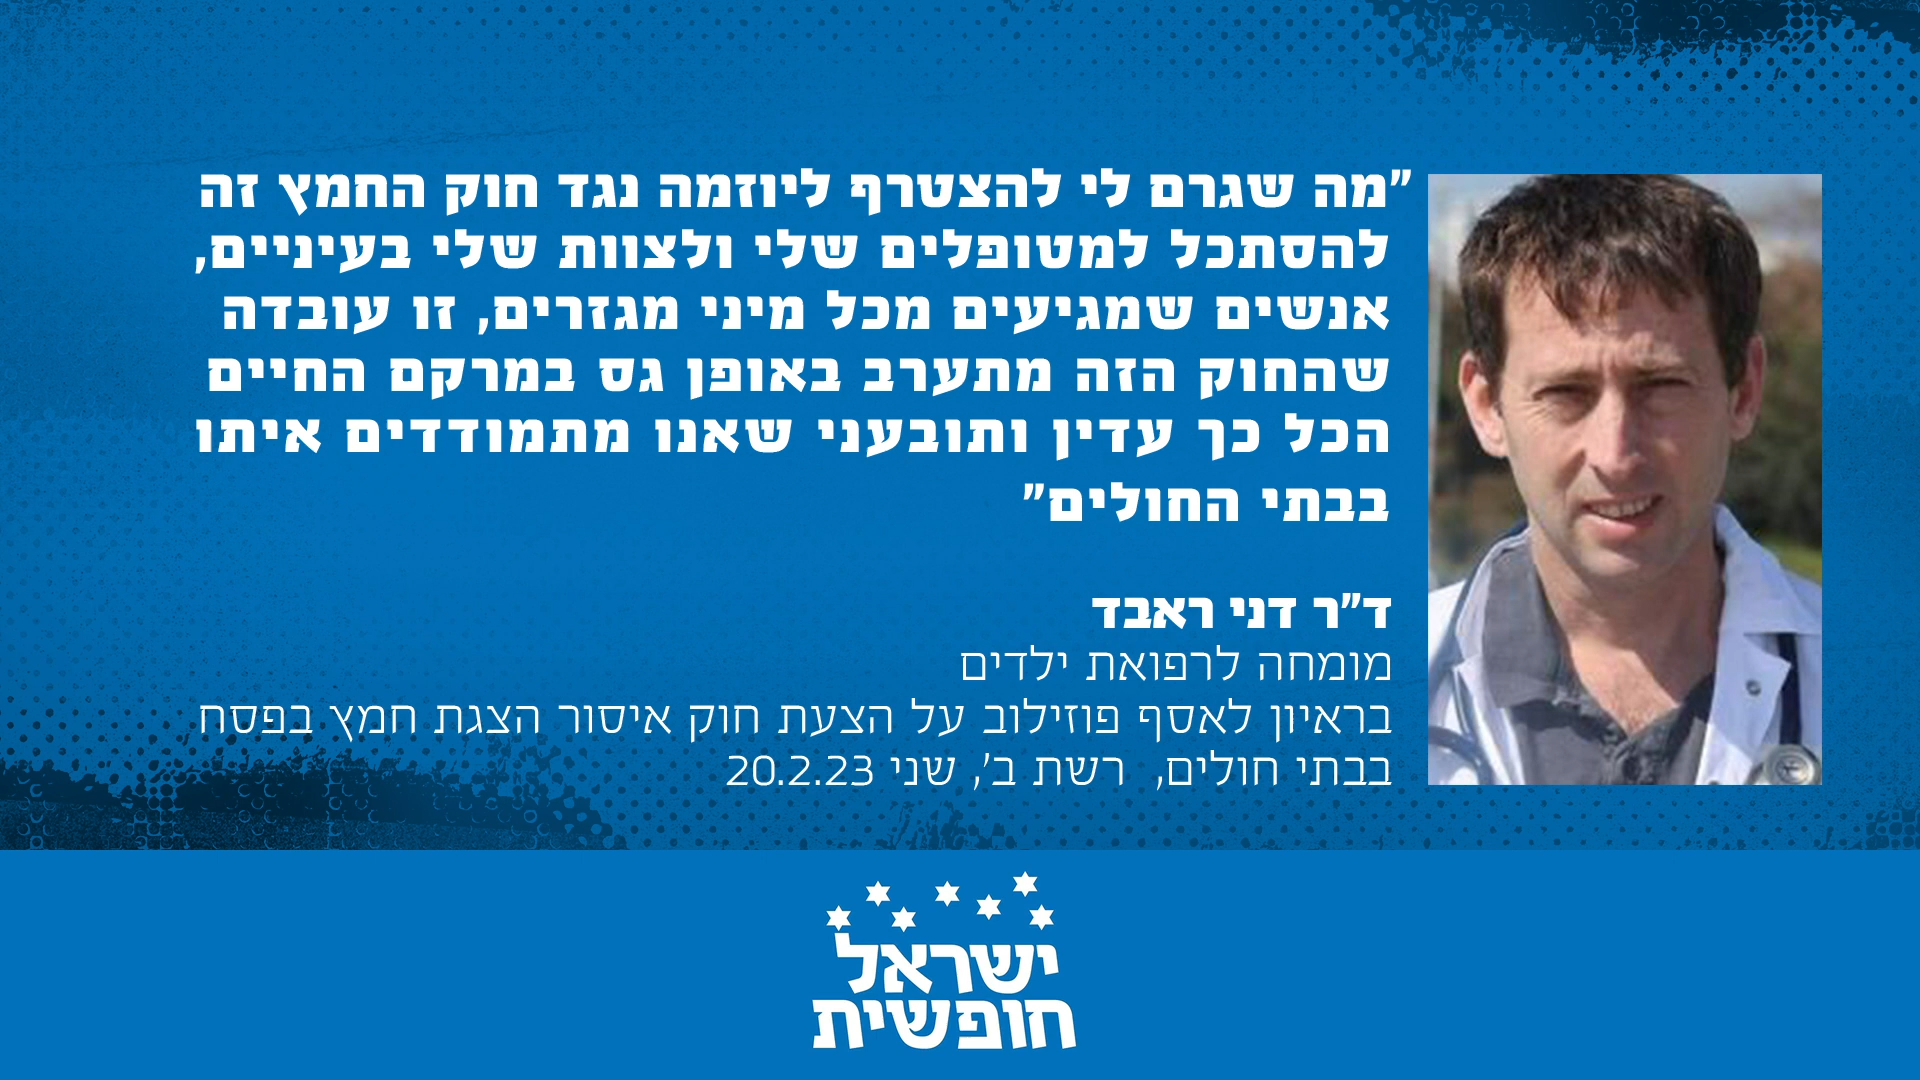 "מה שגרם לי להצטרף ליוזמה נגד חוק החמץ זה
להסתכל למטופלים שלי ולצוות שלי בעיניים,
אנשים שמגיעים מכל מיני מגזרים, זו עובדה
שהחוק הזה מתערב באופן גס במרקם החיים
הכל כך עדין ותובעני שאנו מתמודדים איתו
בבתי החולים"
ד"ר דני ראבד
מומחה לרפואת ילדים
בראיון לאסף פוזילוב על הצעת חוק איסור הצגת חמץ בפסח
בבתי חולים, רשת ב', שני 20.2.23
ישראל
חופשית